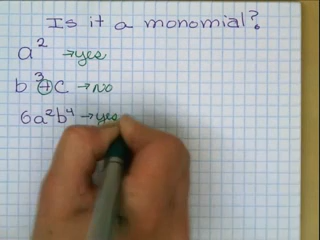 Is it a monomial?
a² →yes
b³+c →NO
6a²b⁴ →yes